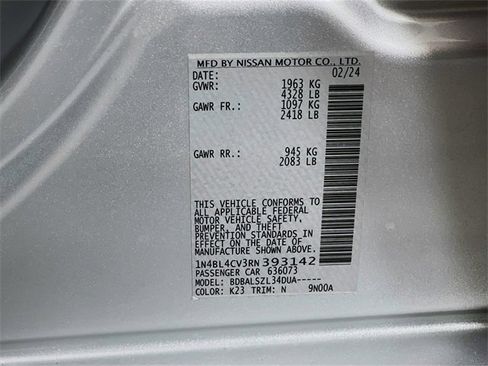 MFD BY NISSAN MOTOR CO., LTD.
DATE: 02/24
GVWR: 1963 KG
4328 LB
GAWR FR.: 1097 KG
2418 LB
GAWR RR.: 945 KG
2083 LB
THIS VEHICLE CONFORMS TO
ALL APPLICABLE FEDERAL
MOTOR VEHICLE SAFETY,
BUMPER, AND THEFT
PREVENTION STANDARDS IN
EFFECT ON THE DATE OF
MANUFACTURE SHOWN ABOVE.
1N4BL4CV3RN393142
PASSENGER CAR 636073
MODEL: BDBALSZL34DUA-----
COLOR: K23 TRIM: N 9N00A